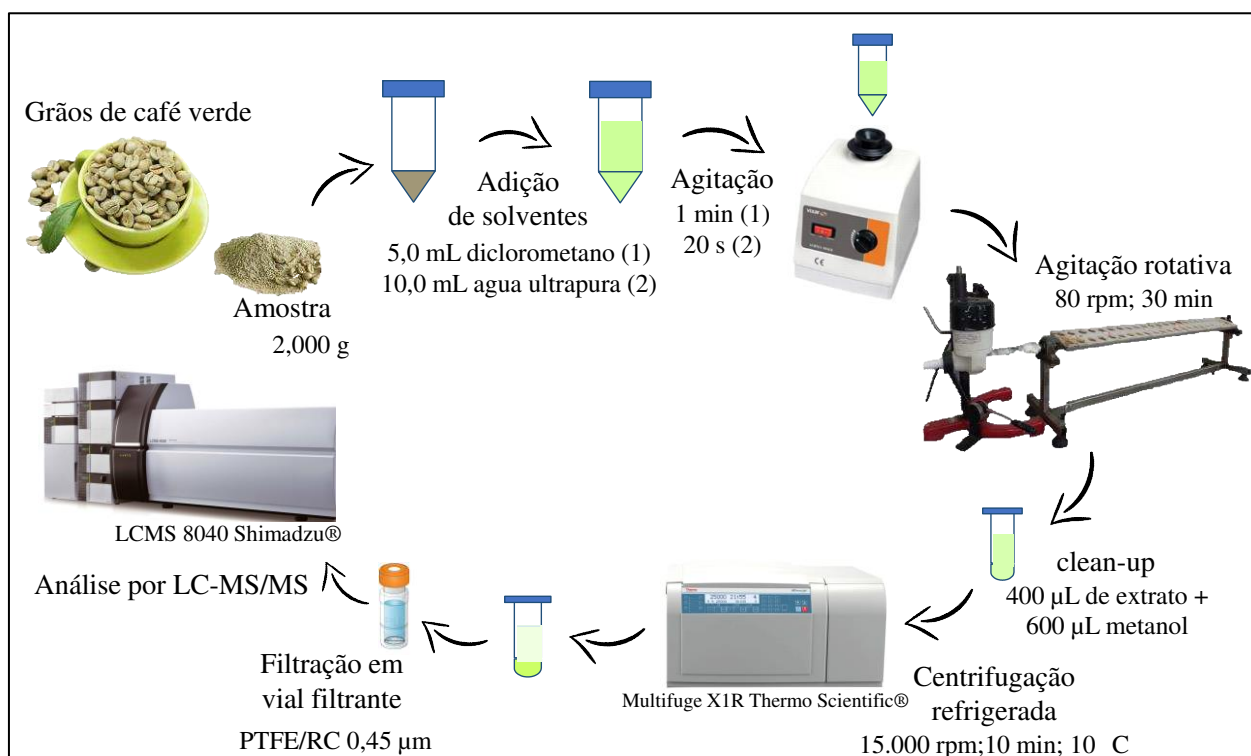 Grãos de café verde
Amostra
2,000 g
Adição
de solventes
5,0 mL diclorometano (1)
10,0 mL agua ultrapura (2)
Agitação
1 min (1)
20 s (2)
Agitação rotativa
80 rpm; 30 min
clean-up
400 µL de extrato +
600 µL metanol
Centrifugação
refrigerada
15.000 rpm;10 min; 10 C
Multifuge X1R Thermo Scientific®
Filtração em
vial filtrante
PTFE/RC 0,45 µm
Análise por LC-MS/MS
LCMS 8040 Shimadzu®